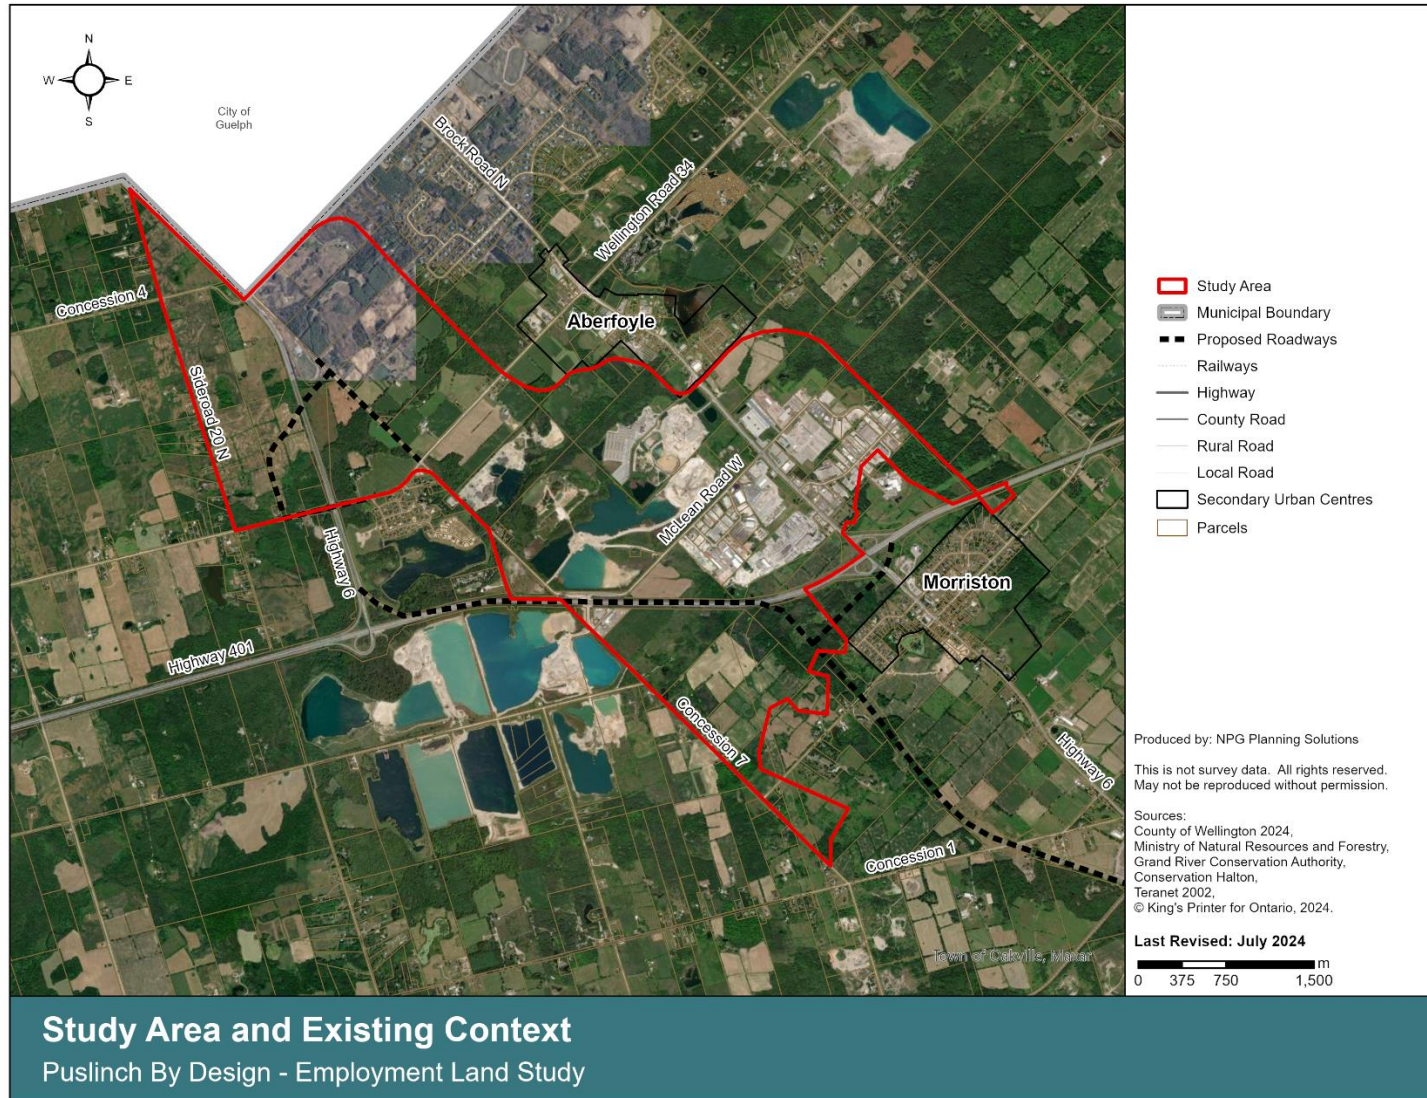 N
W
E
S
City of
Guelph
Brock Road N
Wellington Road 34
Concession 4
Aberfoyle
Sideroad 20 N
McLean Road W
Highway 6
Morriston
Highway 401
Concession 7
Highway 6
Concession 1
Town of Oakville, Maxar
Study Area
Municipal Boundary
Proposed Roadways
Railways
Highway
County Road
Rural Road
Local Road
Secondary Urban Centres
Parcels
Produced by: NPG Planning Solutions
This is not survey data. All rights reserved.
May not be reproduced without permission.
Sources:
County of Wellington 2024,
Ministry of Natural Resources and Forestry,
Grand River Conservation Authority,
Conservation Halton,
Teranet 2002,
© King's Printer for Ontario, 2024.
Last Revised: July 2024
m
0 375 750 1,500
Study Area and Existing Context
Puslinch By Design - Employment Land Study